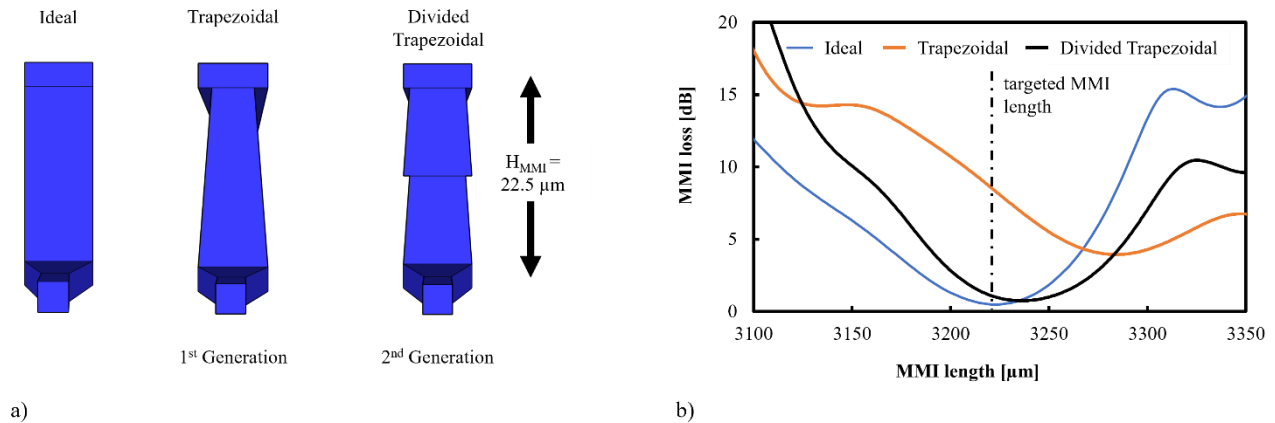 Ideal
Trapezoidal
Divided
Trapezoidal
H_MMI =
22.5 µm
1st Generation
2nd Generation
a)
Ideal Trapezoidal Divided Trapezoidal
targeted MMI
length
MMI loss [dB]
20
15
10
5
0
3100 3150 3200 3250 3300 3350
MMI length [µm]
b)